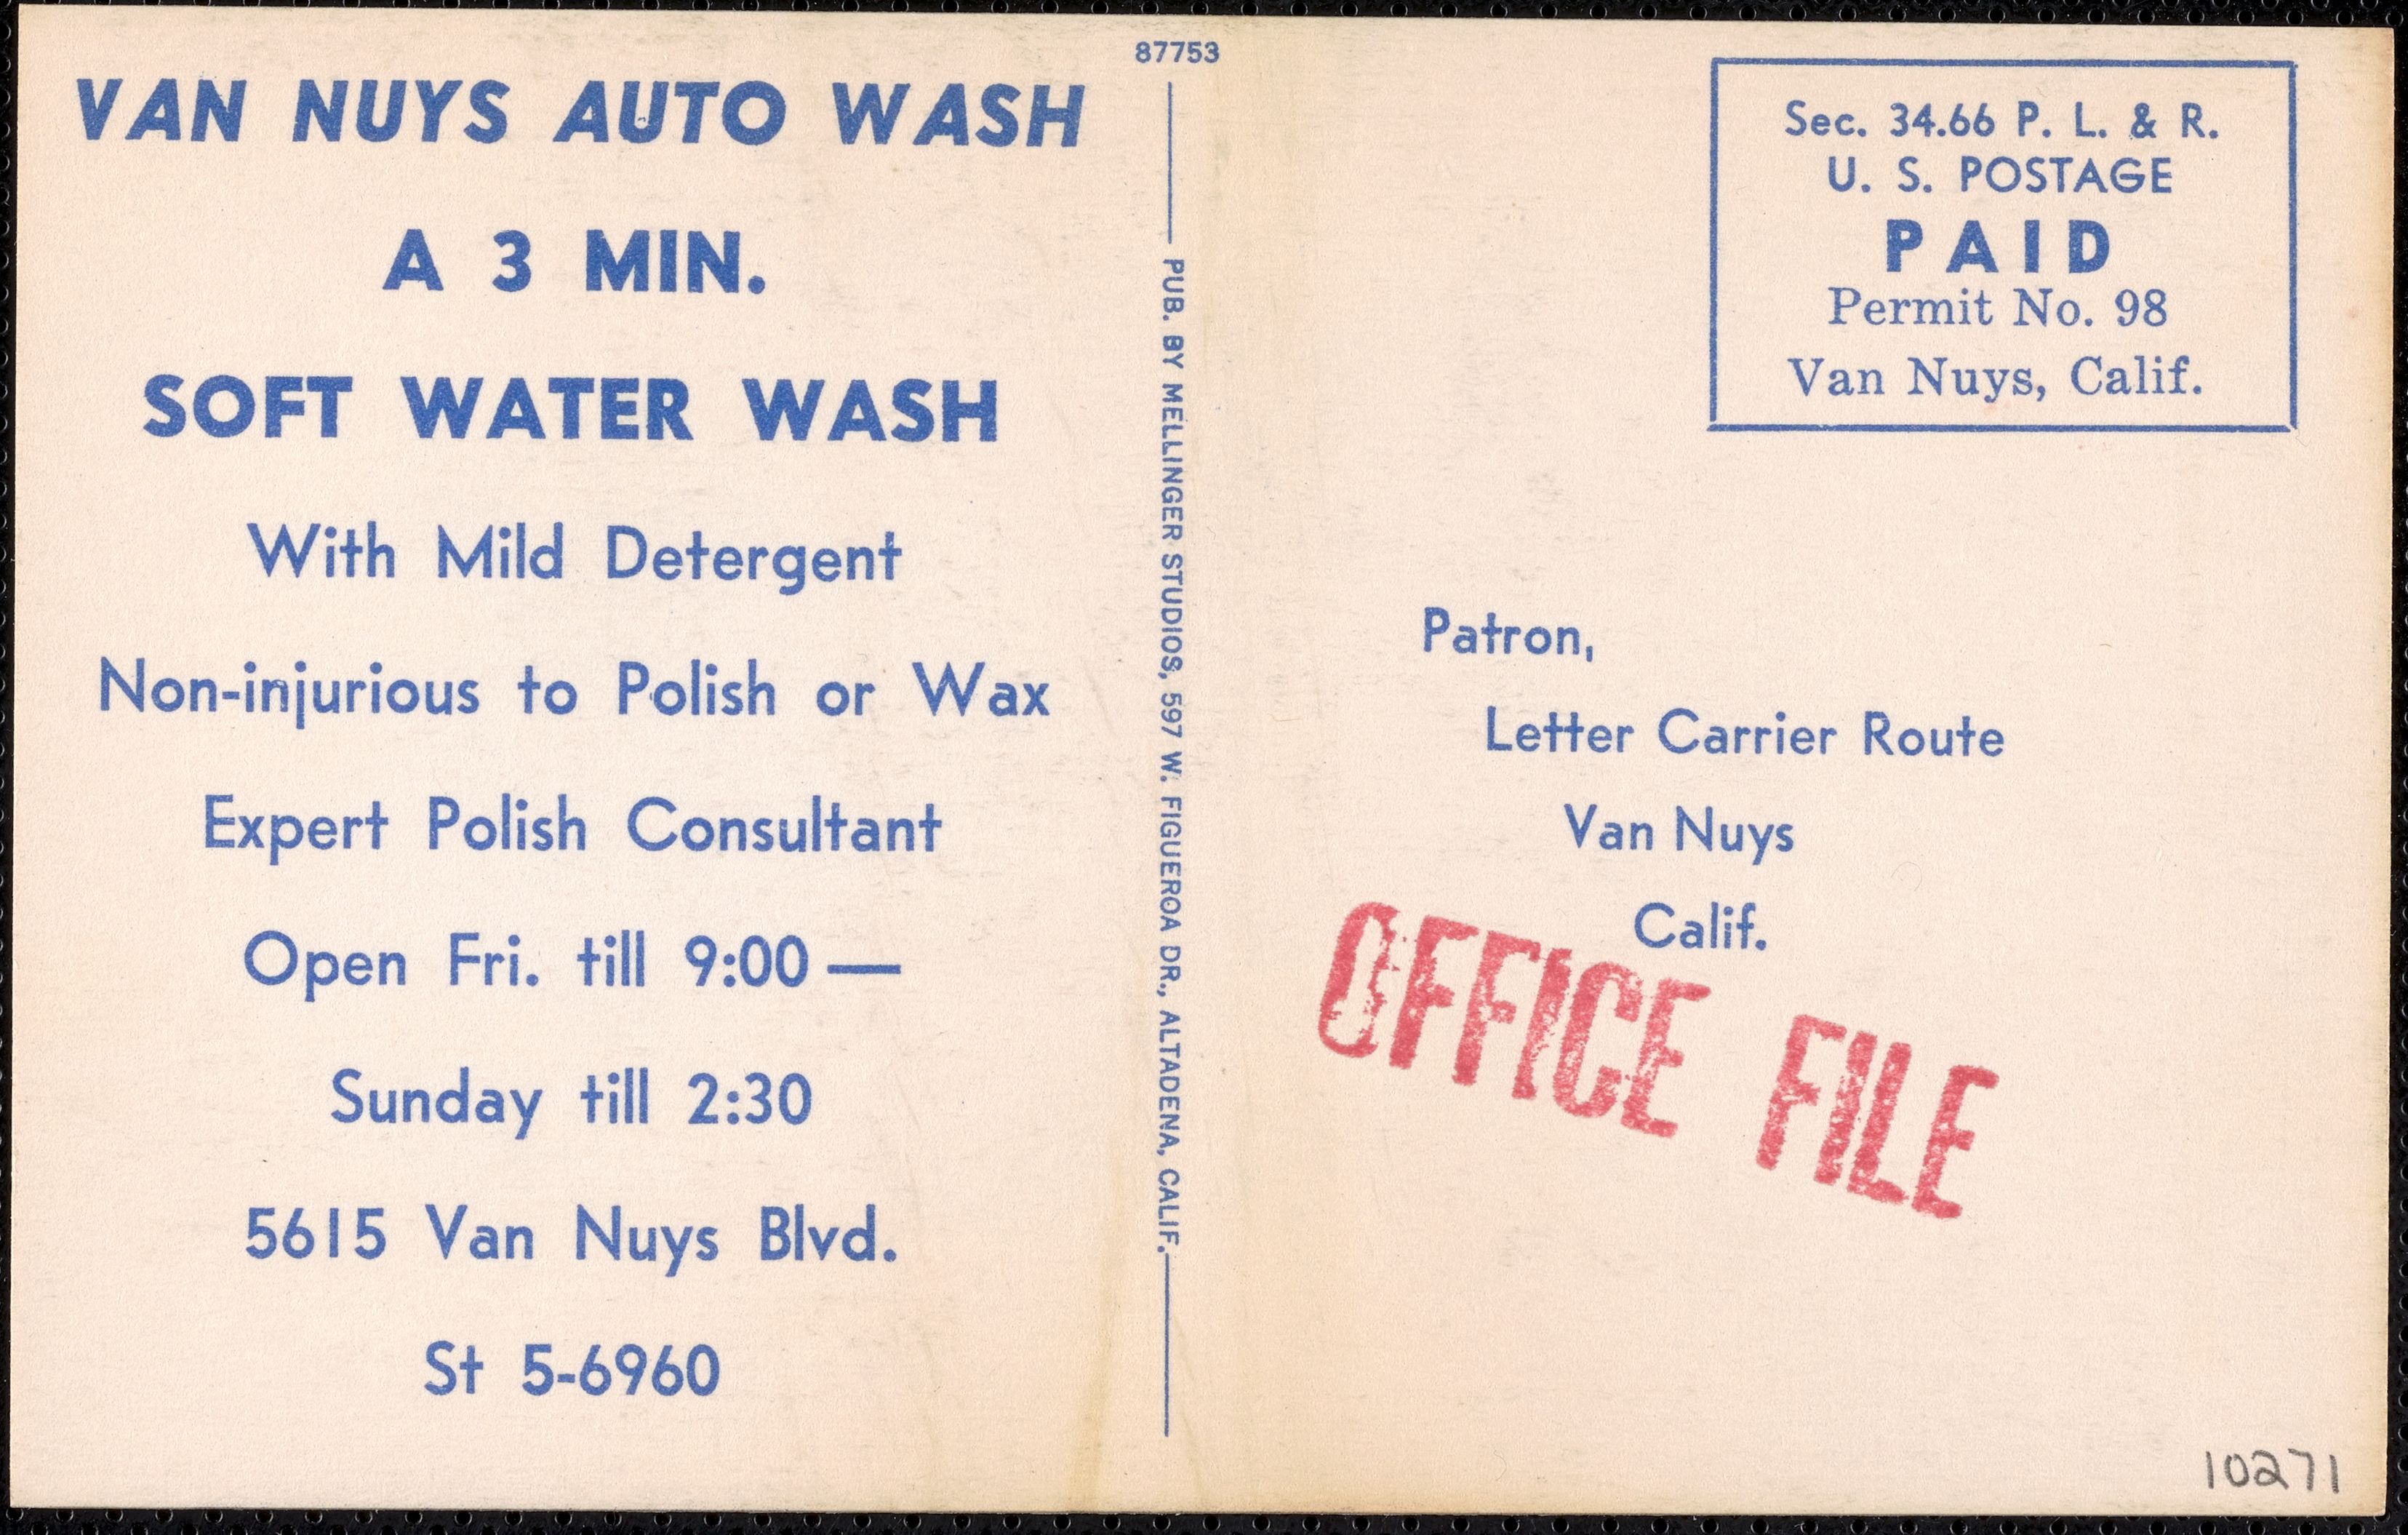 VAN NUYS AUTO WASH
A 3 MIN.
SOFT WATER WASH
With Mild Detergent
Non-injurious to Polish or Wax
Expert Polish Consultant
Open Fri. till 9:00 —
Sunday till 2:30
5615 Van Nuys Blvd.
St 5-6960
87753
PUB. BY MELLINGER STUDIOS, 597 W. FIGUEROA DR., ALTADENA, CALIF.
Sec. 34.66 P. L. & R.
U. S. POSTAGE
PAID
Permit No. 98
Van Nuys, Calif.
Patron,
Letter Carrier Route
Van Nuys
Calif.
OFFICE FILE
10271